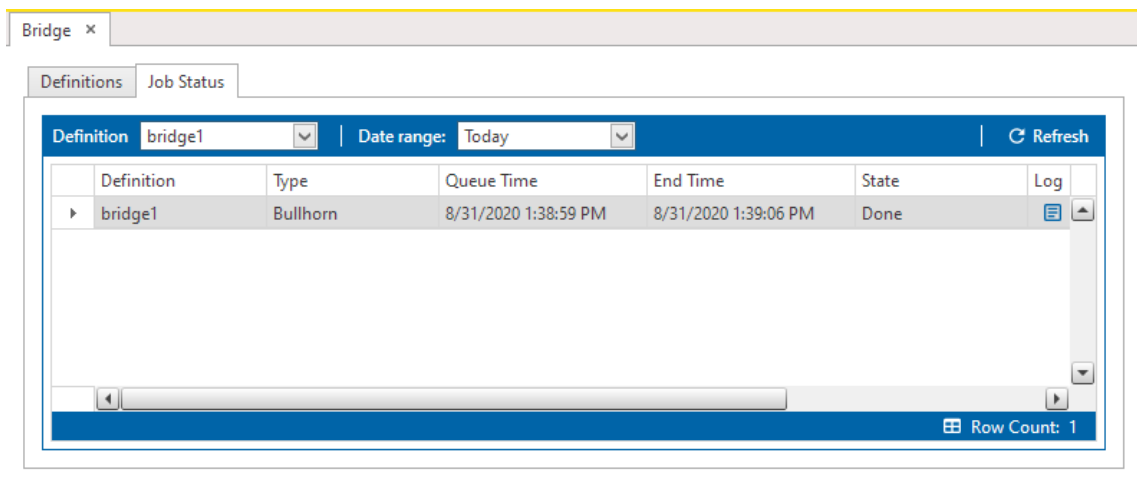 Bridge ×
Definitions Job Status
Definition bridge1 Date range: Today Refresh
Definition Type Queue Time End Time State Log
bridge1 Bullhorn 8/31/2020 1:38:59 PM 8/31/2020 1:39:06 PM Done
Row Count: 1